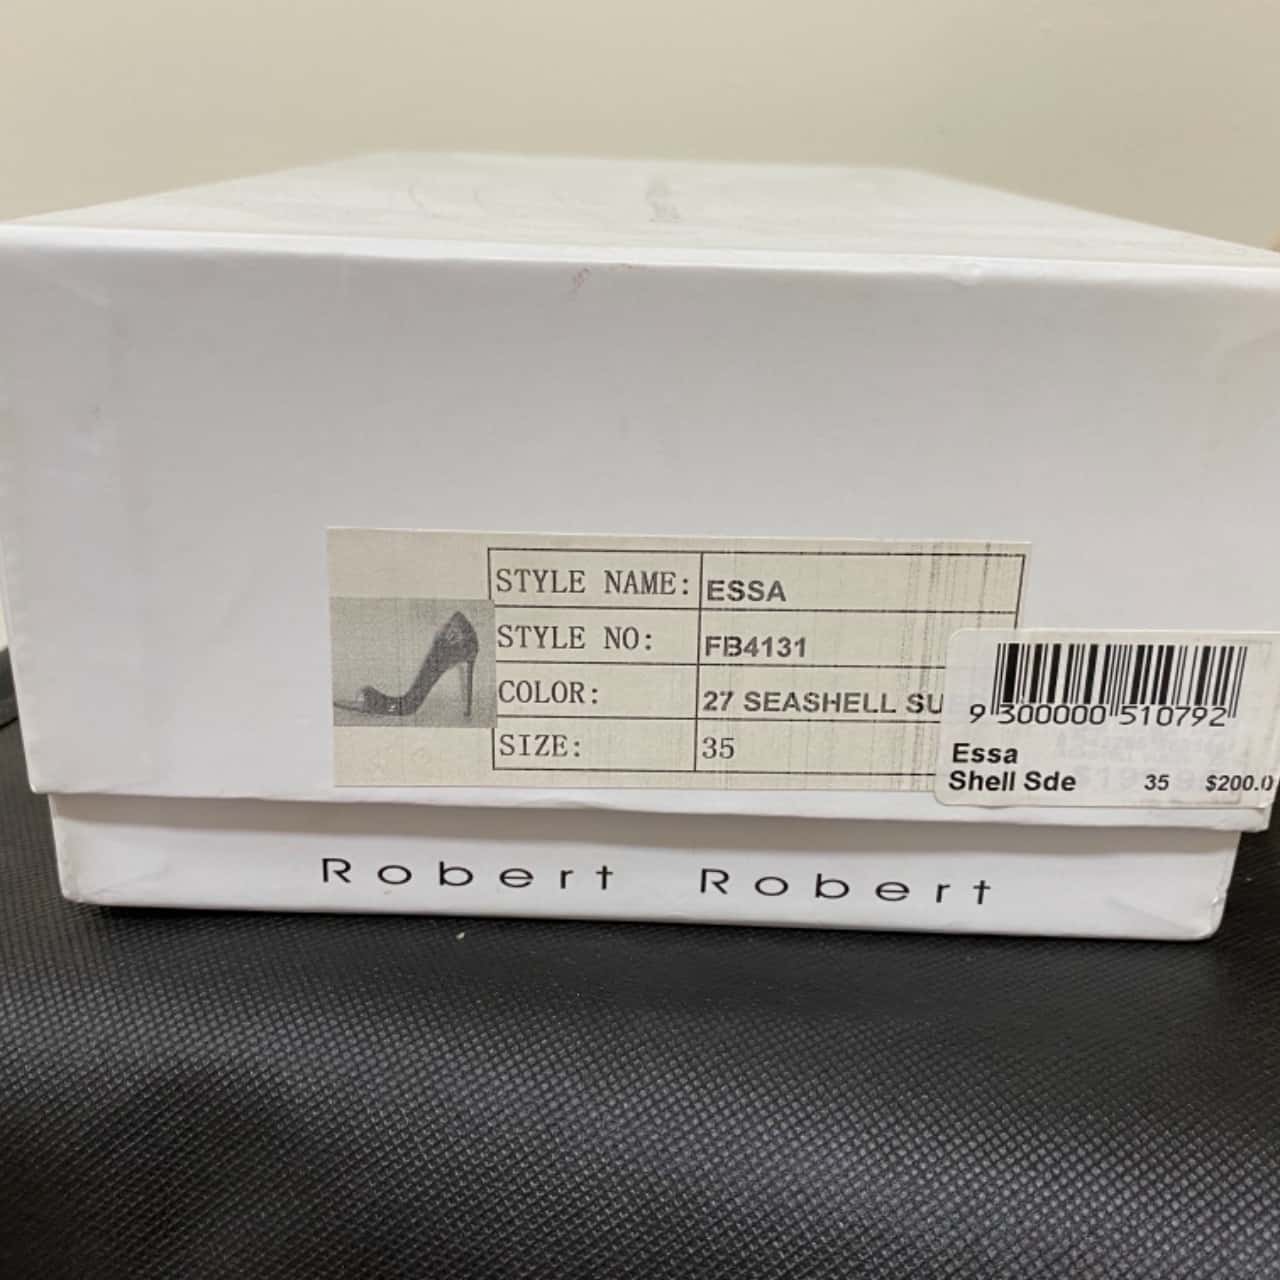 STYLE NAME: ESSA
STYLE NO: FB4131
COLOR: 27 SEASHELL SU
SIZE: 35
9 300000 510792
Essa
Shell Sde 35 $200.0
Robert Robert